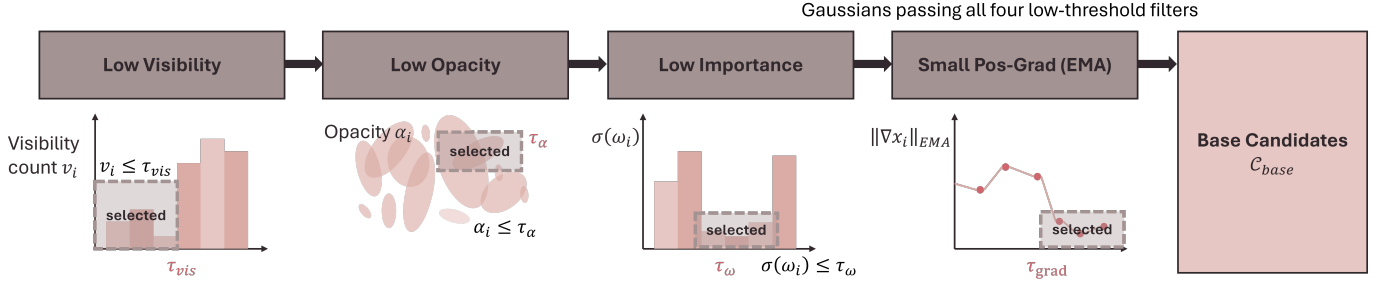 Gaussians passing all four low-threshold filters
Low Visibility
Low Opacity
Low Importance
Small Pos-Grad (EMA)
Base Candidates
𝒞_base
Visibility
count v_i
v_i ≤ τ_vis
selected
τ_vis
Opacity α_i
τ_α
selected
α_i ≤ τ_α
σ(ω_i)
selected
τ_ω
σ(ω_i) ≤ τ_ω
‖∇x_i‖_EMA
selected
τ_grad